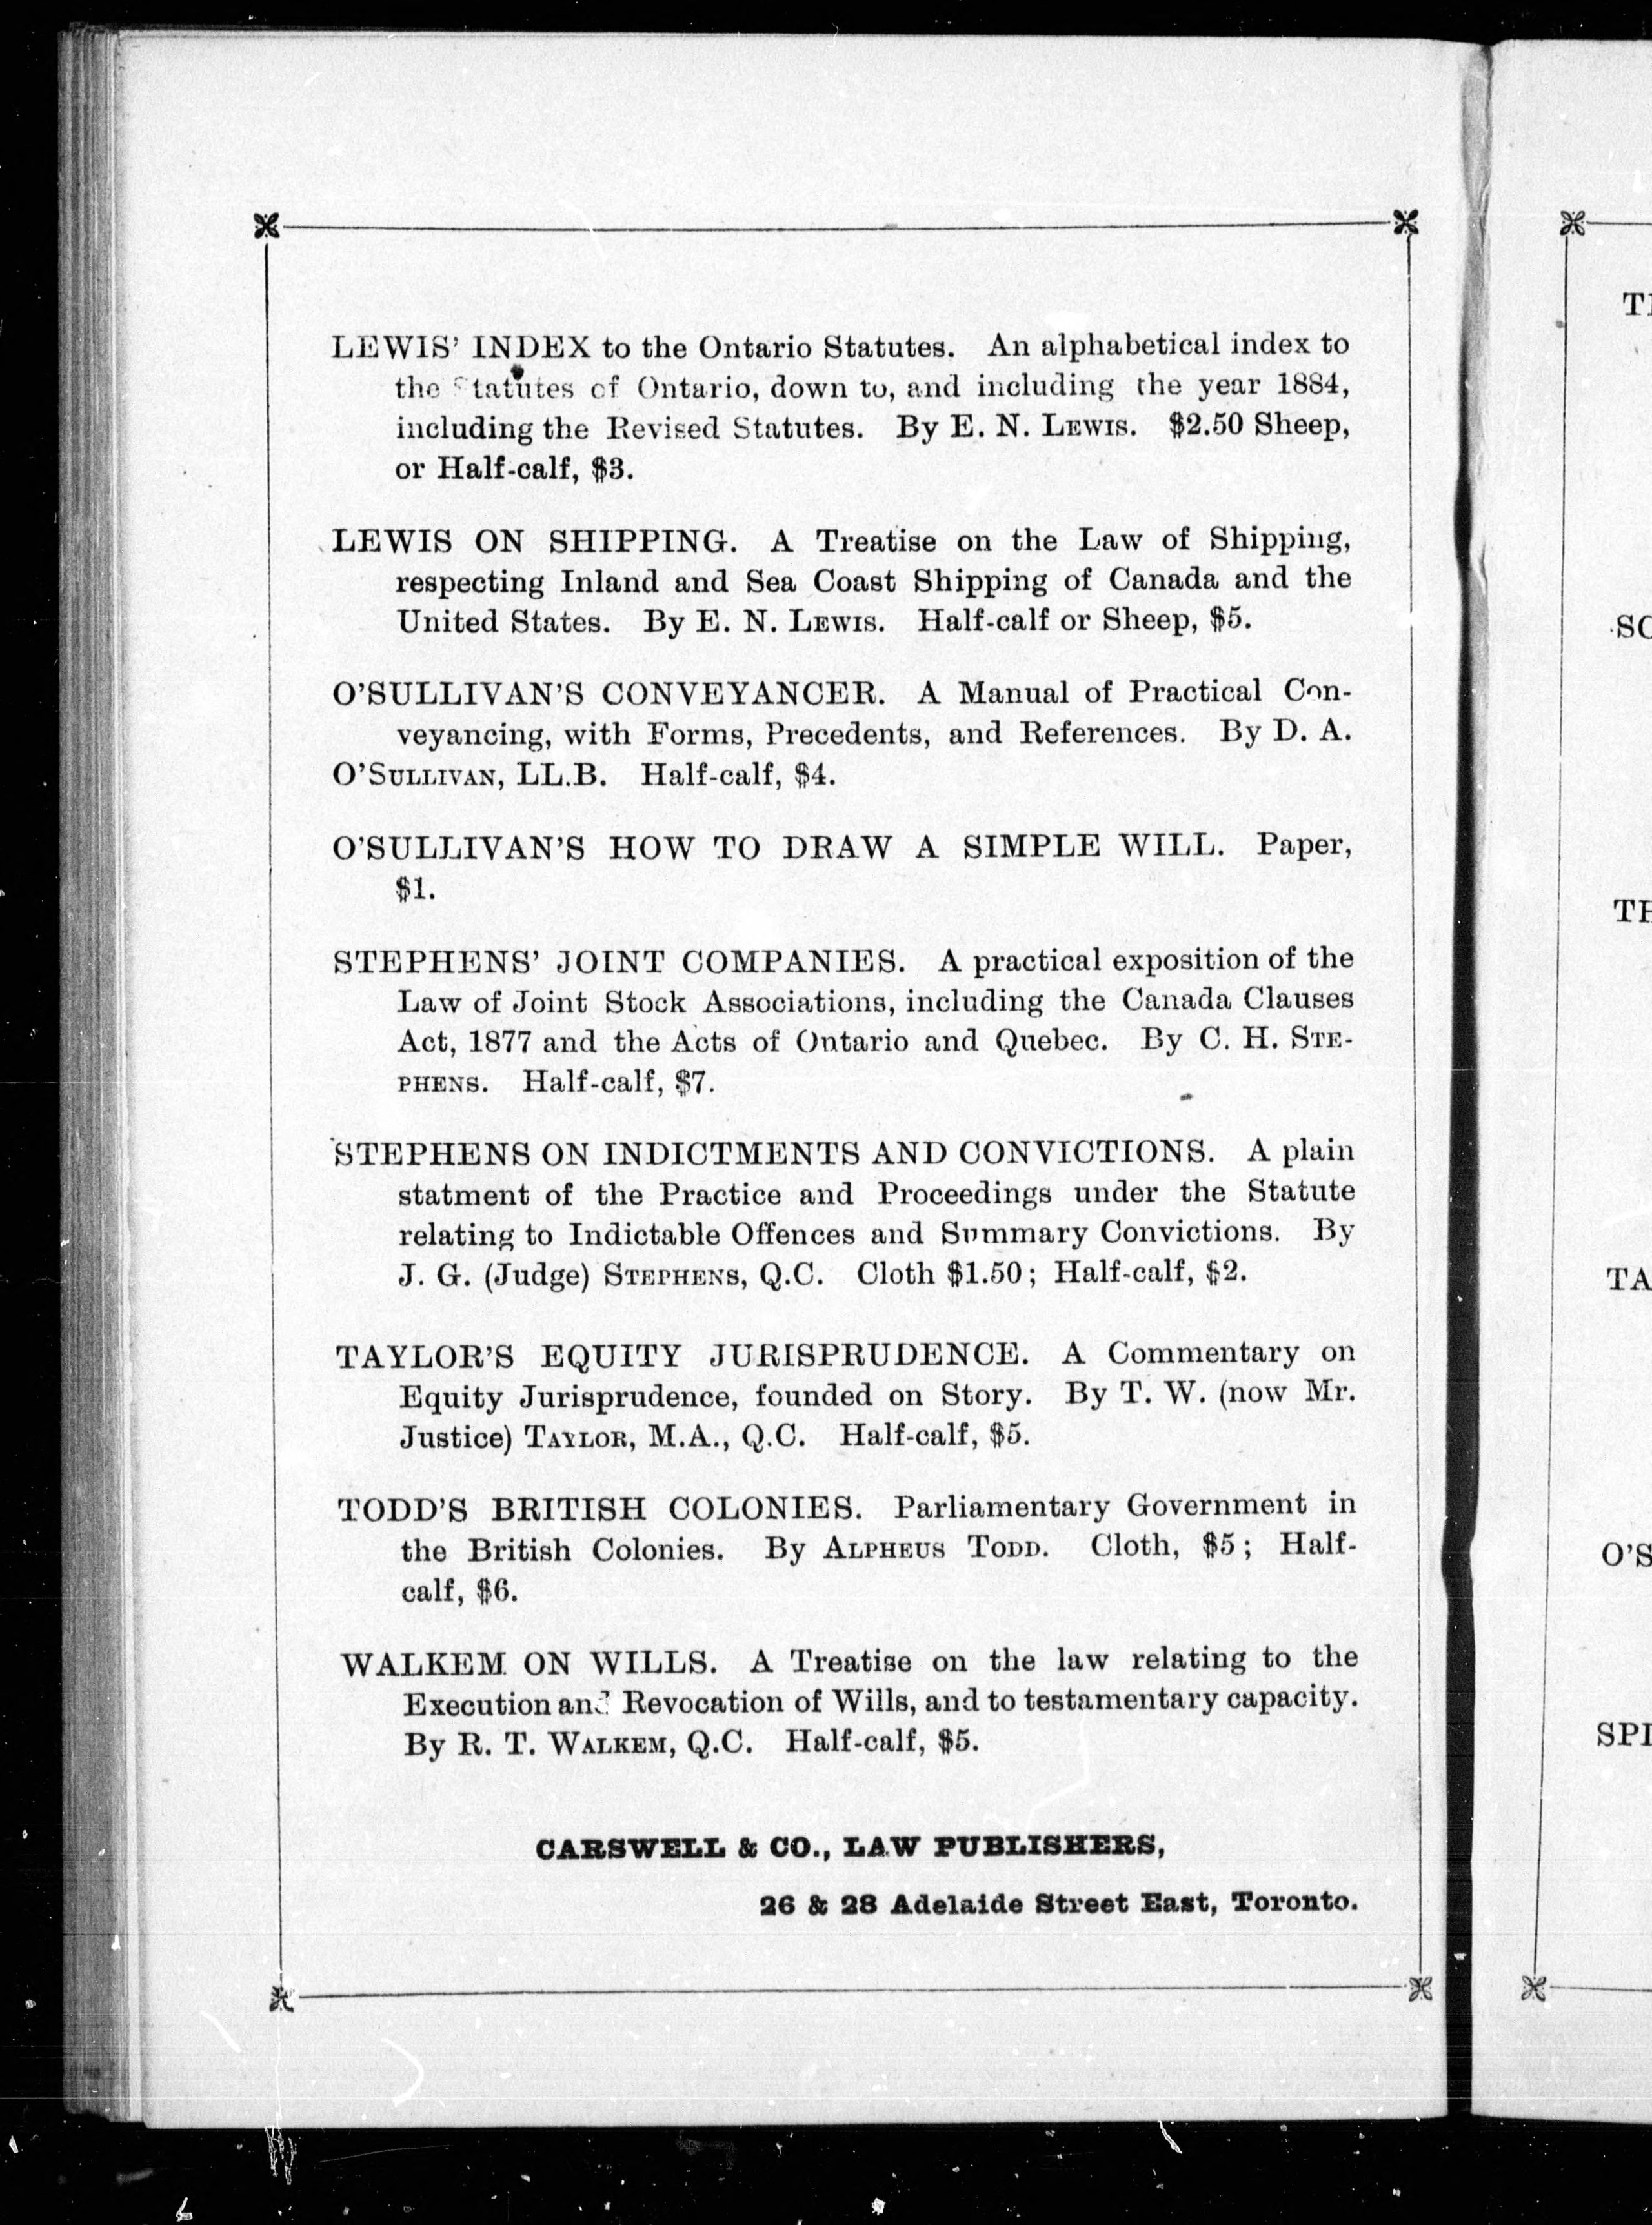 LEWIS' INDEX to the Ontario Statutes. An alphabetical index to
the Statutes of Ontario, down to, and including the year 1884,
including the Revised Statutes. By E. N. LEWIS. $2.50 Sheep,
or Half-calf, $3.
LEWIS ON SHIPPING. A Treatise on the Law of Shipping,
respecting Inland and Sea Coast Shipping of Canada and the
United States. By E. N. LEWIS. Half-calf or Sheep, $5.
O'SULLIVAN'S CONVEYANCER. A Manual of Practical Con-
veyancing, with Forms, Precedents, and References. By D. A.
O'SULLIVAN, LL.B. Half-calf, $4.
O'SULLIVAN'S HOW TO DRAW A SIMPLE WILL. Paper,
$1.
STEPHENS' JOINT COMPANIES. A practical exposition of the
Law of Joint Stock Associations, including the Canada Clauses
Act, 1877 and the Acts of Ontario and Quebec. By C. H. STE-
PHENS. Half-calf, $7.
STEPHENS ON INDICTMENTS AND CONVICTIONS. A plain
statment of the Practice and Proceedings under the Statute
relating to Indictable Offences and Summary Convictions. By
J. G. (Judge) STEPHENS, Q.C. Cloth $1.50; Half-calf, $2.
TAYLOR'S EQUITY JURISPRUDENCE. A Commentary on
Equity Jurisprudence, founded on Story. By T. W. (now Mr.
Justice) TAYLOR, M.A., Q.C. Half-calf, $5.
TODD'S BRITISH COLONIES. Parliamentary Government in
the British Colonies. By ALPHEUS TODD. Cloth, $5; Half-
calf, $6.
WALKEM ON WILLS. A Treatise on the law relating to the
Execution and Revocation of Wills, and to testamentary capacity.
By R. T. WALKEM, Q.C. Half-calf, $5.
CARSWELL & CO., LAW PUBLISHERS,
26 & 28 Adelaide Street East, Toronto.
SC
TA
O'S
SPI